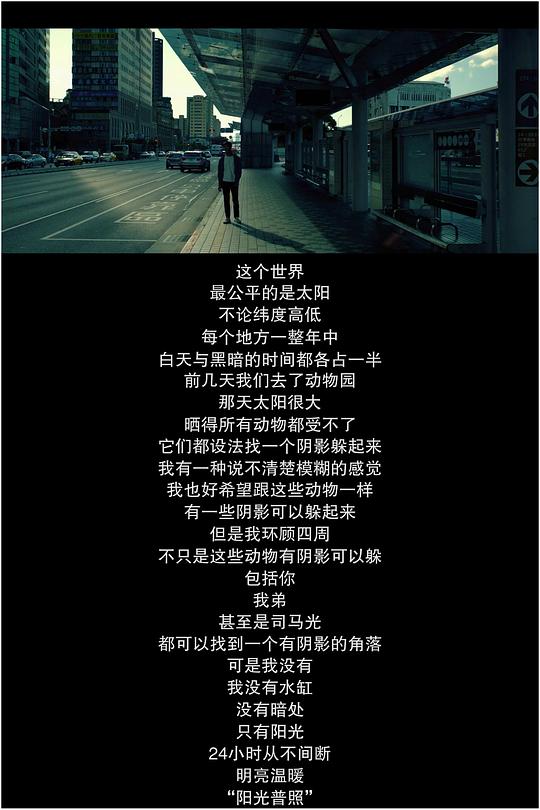 这个世界
最公平的是太阳
不论纬度高低
每个地方一整年中
白天与黑暗的时间都各占一半
前几天我们去了动物园
那天太阳很大
晒得所有动物都受不了
它们都设法找一个阴影躲起来
我有一种说不清楚模糊的感觉
我也好希望跟这些动物一样
有一些阴影可以躲起来
但是我环顾四周
不只是这些动物有阴影可以躲
包括你
我弟
甚至是司马光
都可以找到一个有阴影的角落
可是我没有
我没有水缸
没有暗处
只有阳光
24小时从不间断
明亮温暖
“阳光普照”